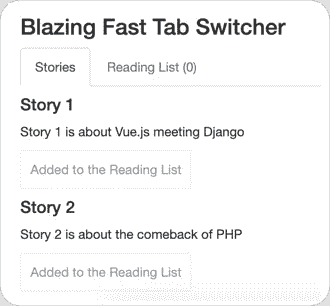 Blazing Fast Tab Switcher
Stories Reading List (0)
Story 1
Story 1 is about Vue.js meeting Django
Added to the Reading List
Story 2
Story 2 is about the comeback of PHP
Added to the Reading List